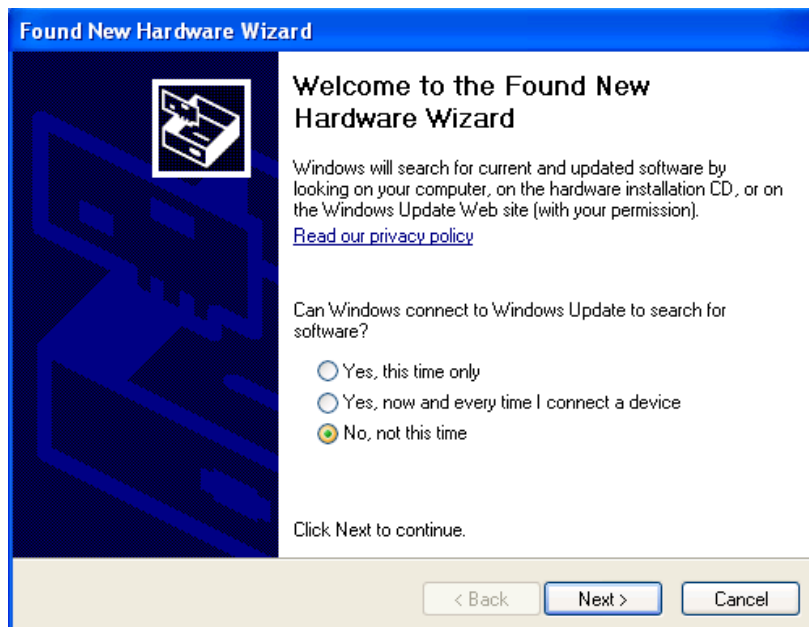 Found New Hardware Wizard
Welcome to the Found New
Hardware Wizard
Windows will search for current and updated software by
looking on your computer, on the hardware installation CD, or on
the Windows Update Web site (with your permission).
Read our privacy policy
Can Windows connect to Windows Update to search for
software?
Yes, this time only
Yes, now and every time I connect a device
No, not this time
Click Next to continue.
< Back
Next >
Cancel